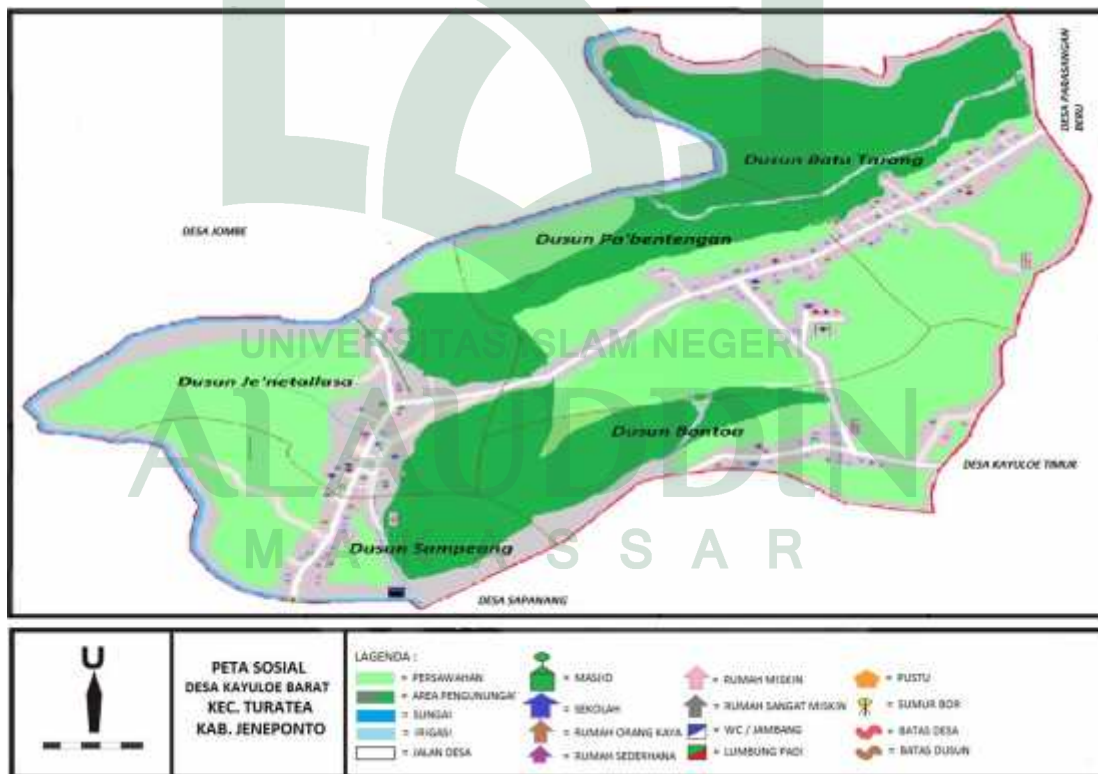 DESA PARASANGAN
BERU
Dusun Batu Tarang
DESA JOMBE
Dusun Pa'bentengan
UNIVERSITAS ISLAM NEGERI
Dusun Je'netallasa
ALAUDDIN
Dusun Bontoa
DESA KAYULOE TIMUR
MAKASSAR
Dusun Sampeang
DESA SAPANANG
U
PETA SOSIAL
DESA KAYULOE BARAT
KEC. TURATEA
KAB. JENEPONTO
LAGENDA :
= PERSAWAHAN
= AREA PENGUNUNGAN
= SUNGAI
= IRIGASI
= JALAN DESA
= MASJID
= SEKOLAH
= RUMAH ORANG KAYA
= RUMAH SEDERHANA
= RUMAH MISKIN
= RUMAH SANGAT MISKIN
= WC / JAMBANG
= LUMBUNG PADI
= PUSTU
= SUMUR BOR
= BATAS DESA
= BATAS DUSUN